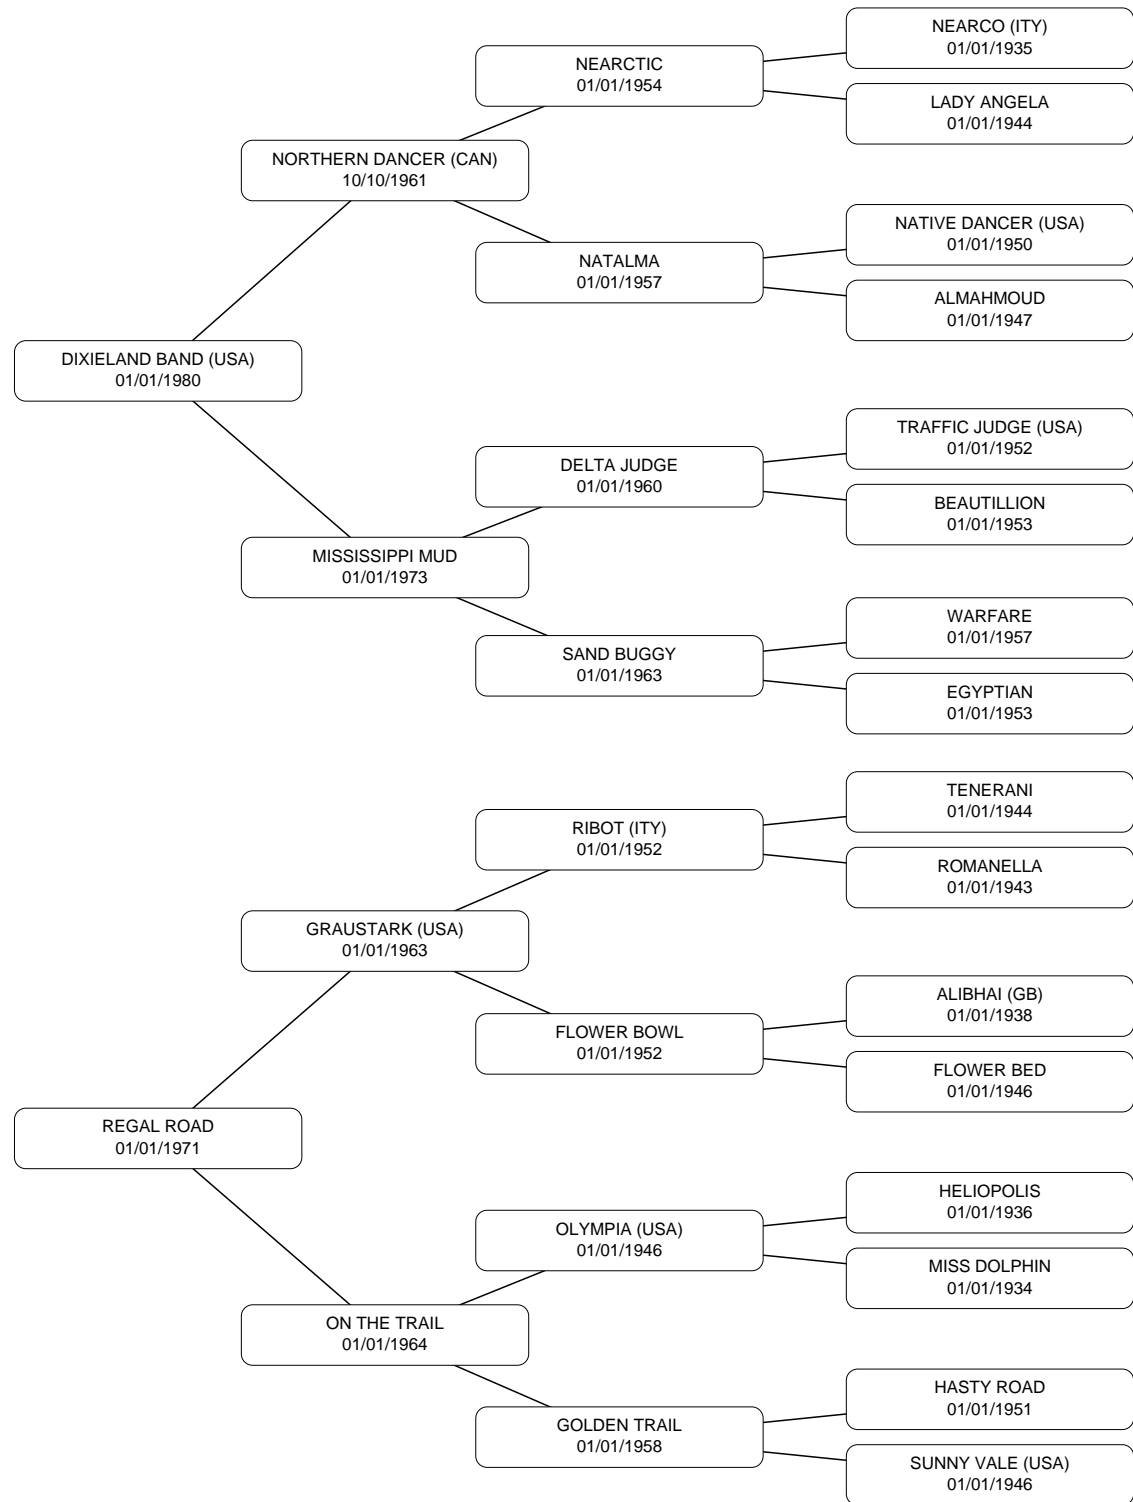 NEARCO (ITY)
01/01/1935
NEARCTIC
01/01/1954
LADY ANGELA
01/01/1944
NORTHERN DANCER (CAN)
10/10/1961
NATIVE DANCER (USA)
01/01/1950
NATALMA
01/01/1957
ALMAHMOUD
01/01/1947
DIXIELAND BAND (USA)
01/01/1980
TRAFFIC JUDGE (USA)
01/01/1952
DELTA JUDGE
01/01/1960
BEAUTILLION
01/01/1953
MISSISSIPPI MUD
01/01/1973
WARFARE
01/01/1957
SAND BUGGY
01/01/1963
EGYPTIAN
01/01/1953
TENERANI
01/01/1944
RIBOT (ITY)
01/01/1952
ROMANELLA
01/01/1943
GRAUSTARK (USA)
01/01/1963
ALIBHAI (GB)
01/01/1938
FLOWER BOWL
01/01/1952
FLOWER BED
01/01/1946
REGAL ROAD
01/01/1971
HELIOPOLIS
01/01/1936
OLYMPIA (USA)
01/01/1946
MISS DOLPHIN
01/01/1934
ON THE TRAIL
01/01/1964
HASTY ROAD
01/01/1951
GOLDEN TRAIL
01/01/1958
SUNNY VALE (USA)
01/01/1946